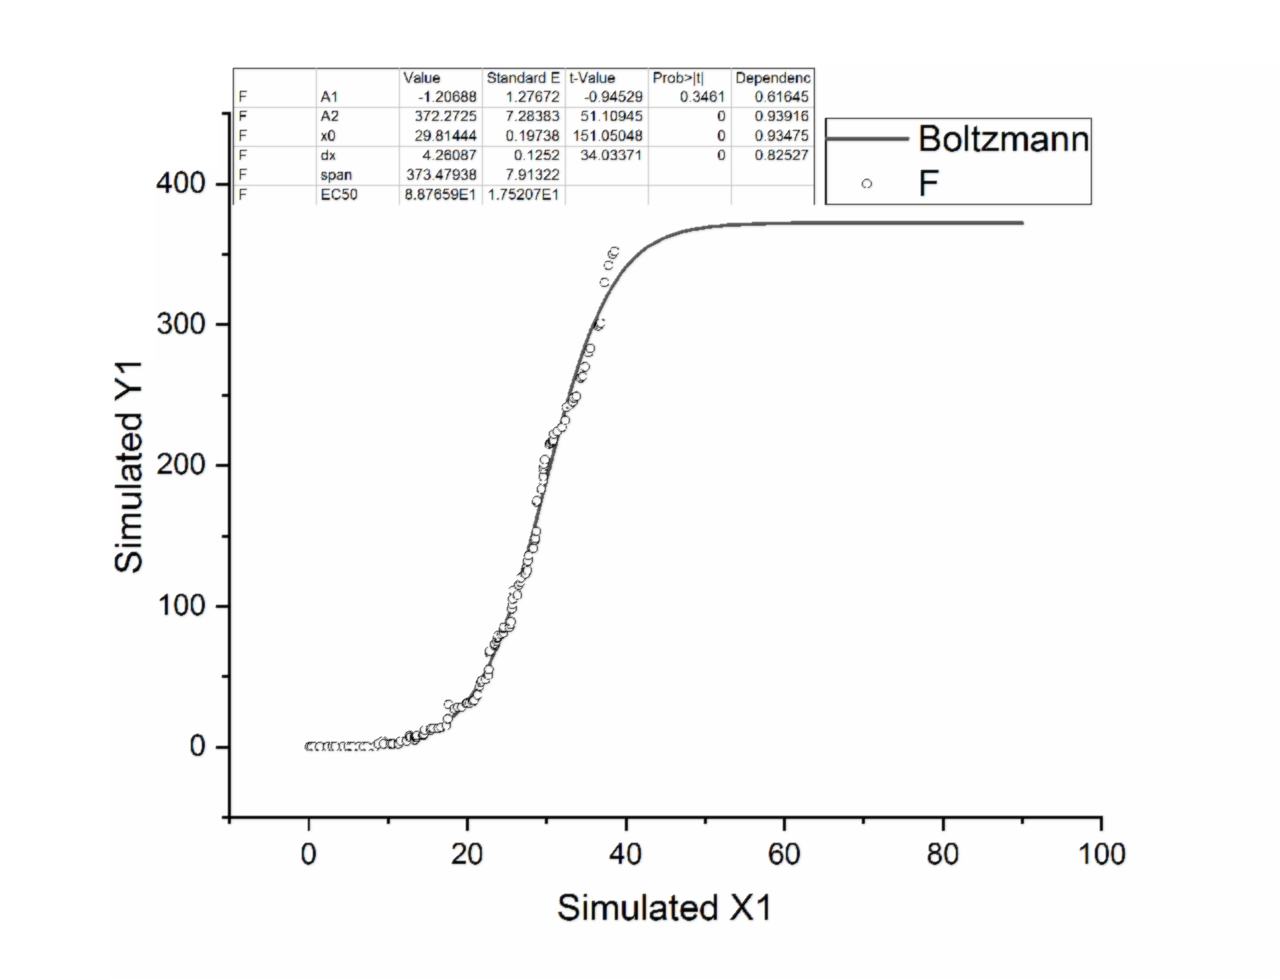 Value Standard E t-Value Prob>|t| Dependenc
F A1 -1.20688 1.27672 -0.94529 0.3461 0.61645
F A2 372.2725 7.28383 51.10945 0 0.93916
F x0 29.81444 0.19738 151.05048 0 0.93475
F dx 4.26087 0.1252 34.03371 0 0.82527
F span 373.47938 7.91322
F EC50 8.87659E1 1.75207E1
Boltzmann
F
400
300
200
100
0
Simulated Y1
0 20 40 60 80 100
Simulated X1